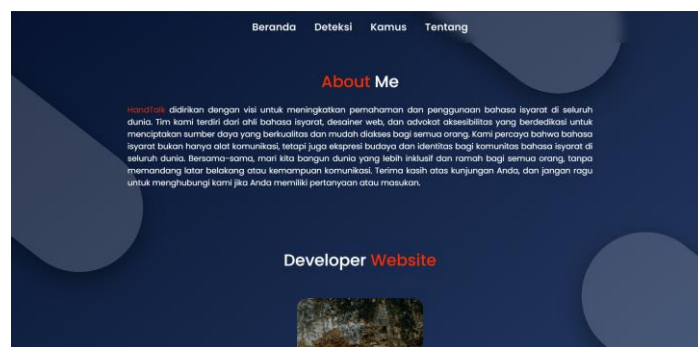 Beranda Deteksi Kamus Tentang
About Me
HandTalk didirikan dengan visi untuk meningkatkan pemahaman dan penggunaan bahasa isyarat di seluruh
dunia. Tim kami terdiri dari ahli bahasa isyarat, desainer web, dan advokat aksesibilitas yang berdedikasi untuk
menciptakan sumber daya yang berkualitas dan mudah diakses bagi semua orang. Kami percaya bahwa bahasa
isyarat bukan hanya alat komunikasi, tetapi juga ekspresi budaya dan identitas bagi komunitas bahasa isyarat di
seluruh dunia. Bersama-sama, mari kita bangun dunia yang lebih inklusif dan ramah bagi semua orang, tanpa
memandang latar belakang atau kemampuan komunikasi. Terima kasih atas kunjungan Anda, dan jangan ragu
untuk menghubungi kami jika Anda memiliki pertanyaan atau masukan.
Developer Website